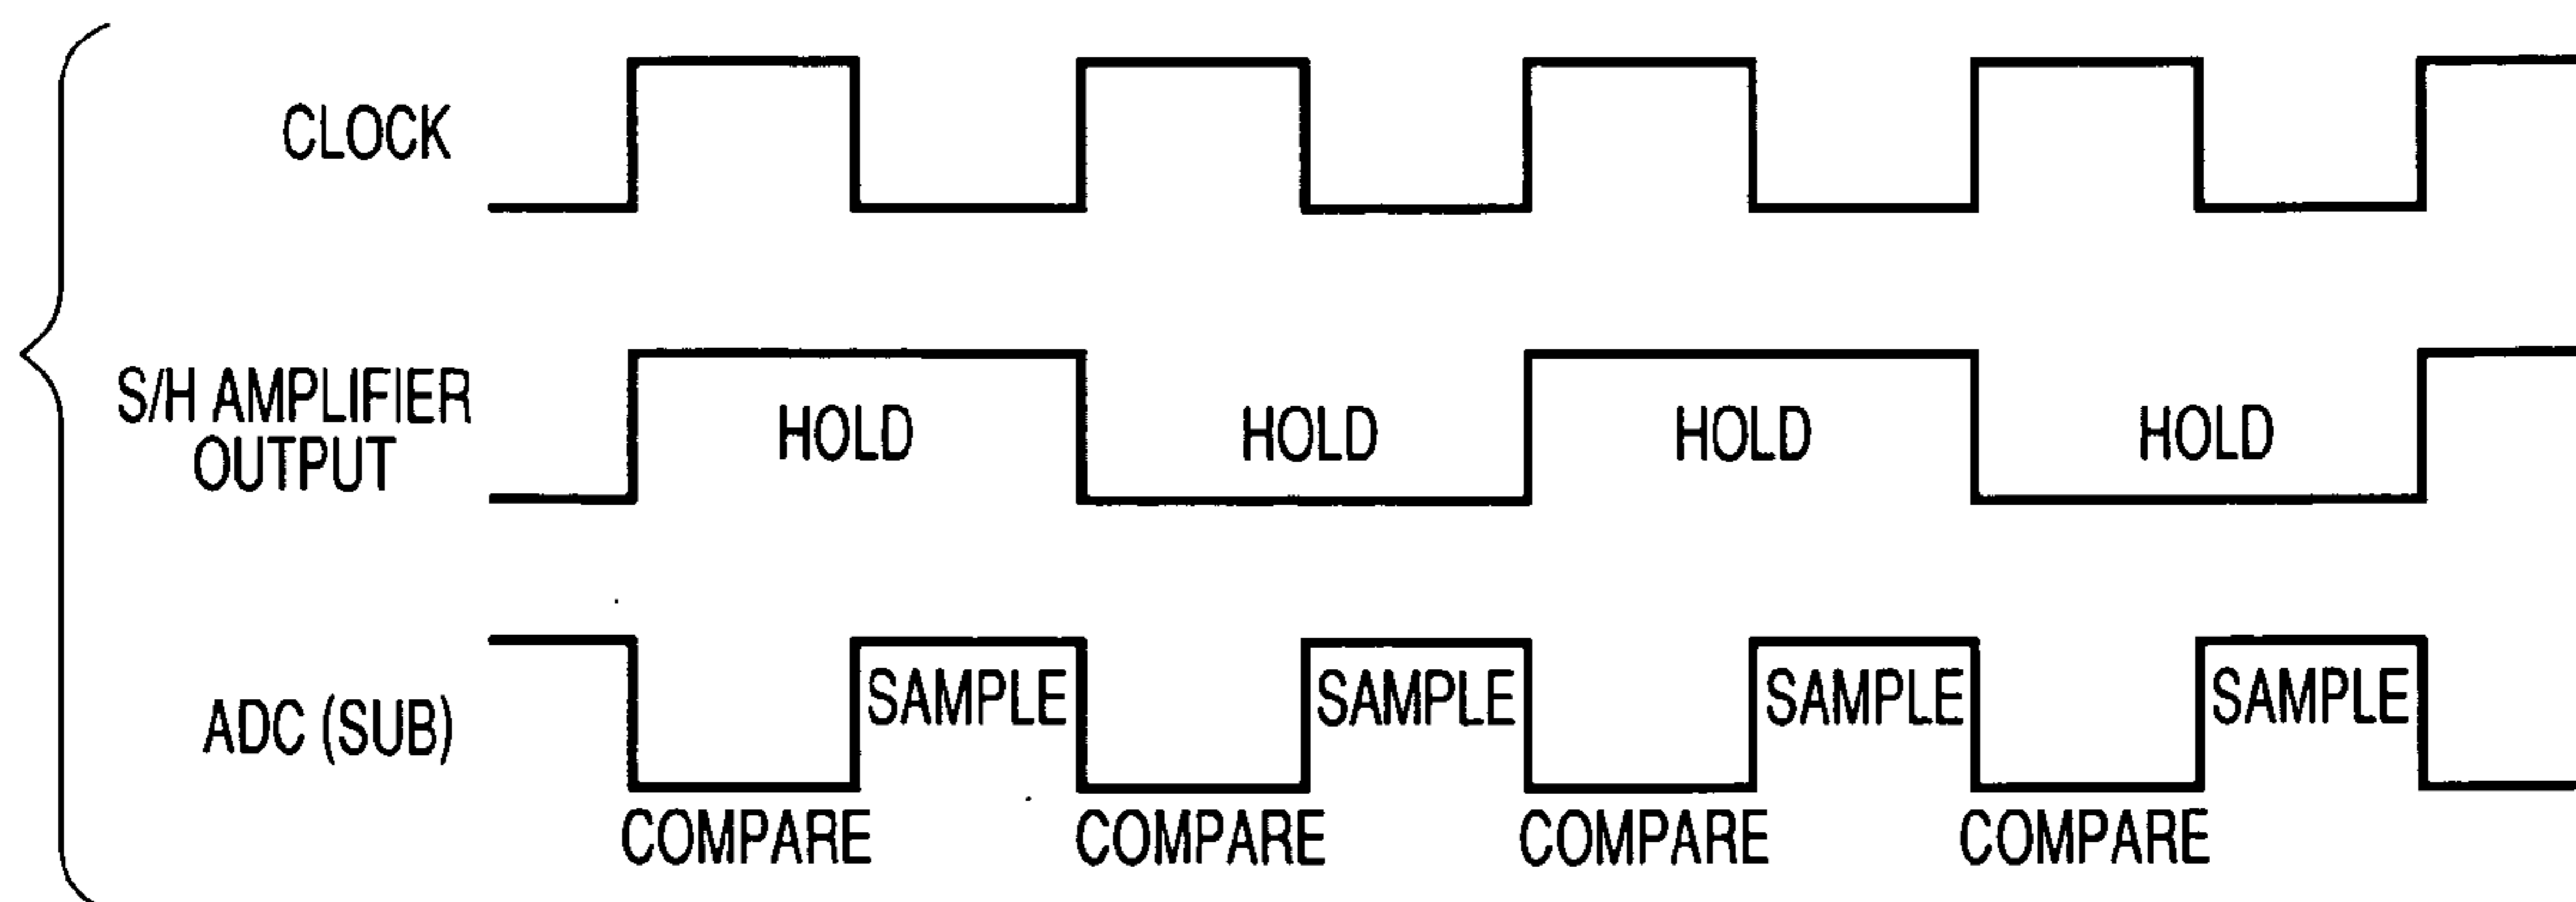 CLOCK
S/H AMPLIFIER
OUTPUT
HOLD HOLD HOLD HOLD
ADC (SUB)
SAMPLE SAMPLE SAMPLE SAMPLE
COMPARE COMPARE COMPARE COMPARE